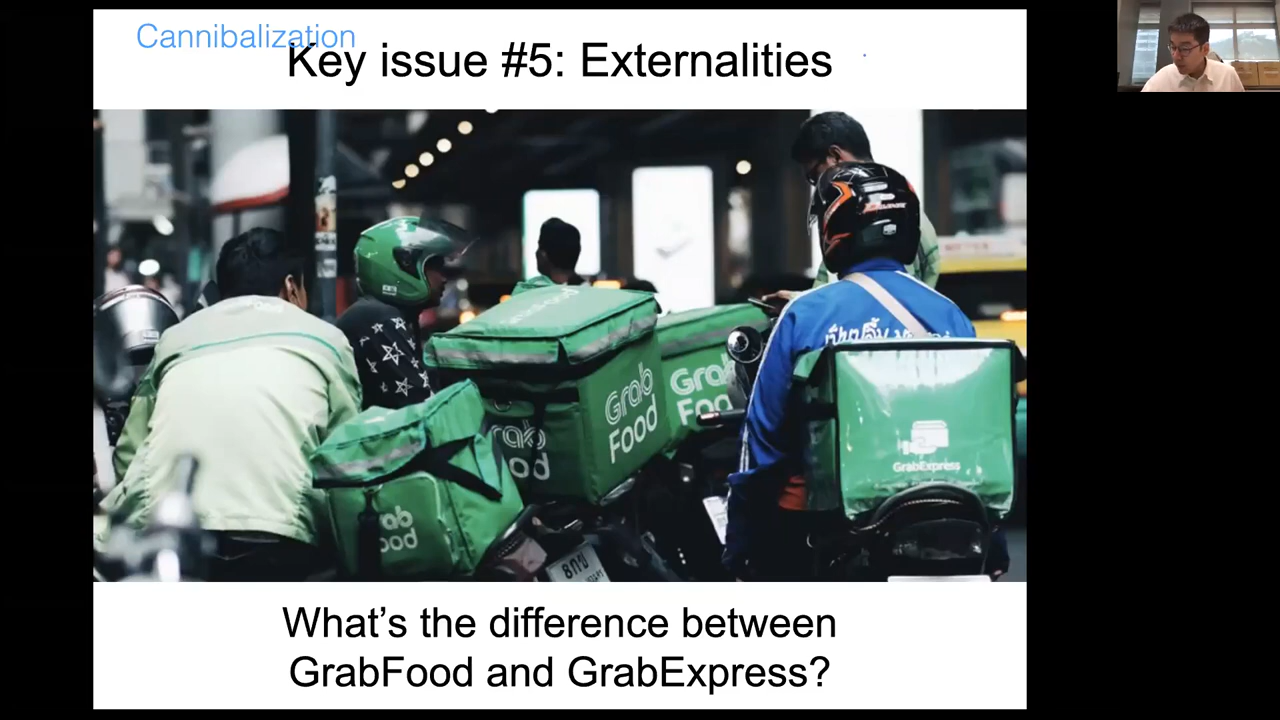 Cannibalization
Key issue #5: Externalities
Grab
Food
Grab
Food
GrabExpress
What's the difference between
GrabFood and GrabExpress?